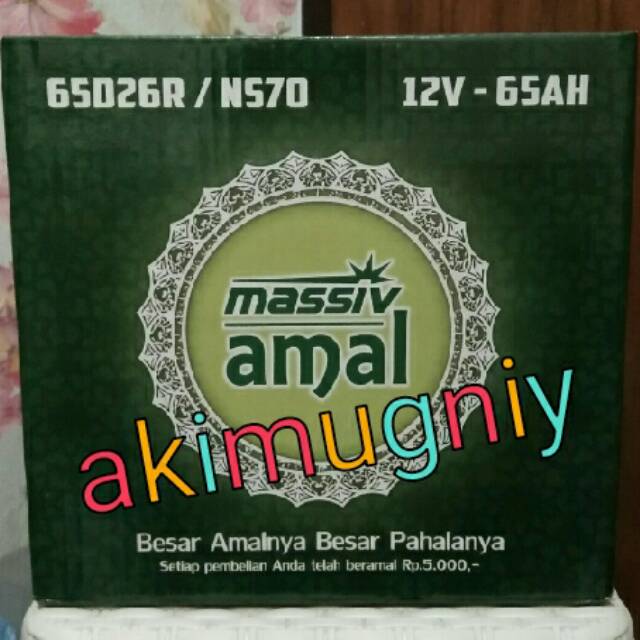 65D26R / NS70
12V - 65AH
massiv
amal
akimugniy
Besar Amalnya Besar Pahalanya
Setiap pembelian Anda telah beramal Rp.5.000,-